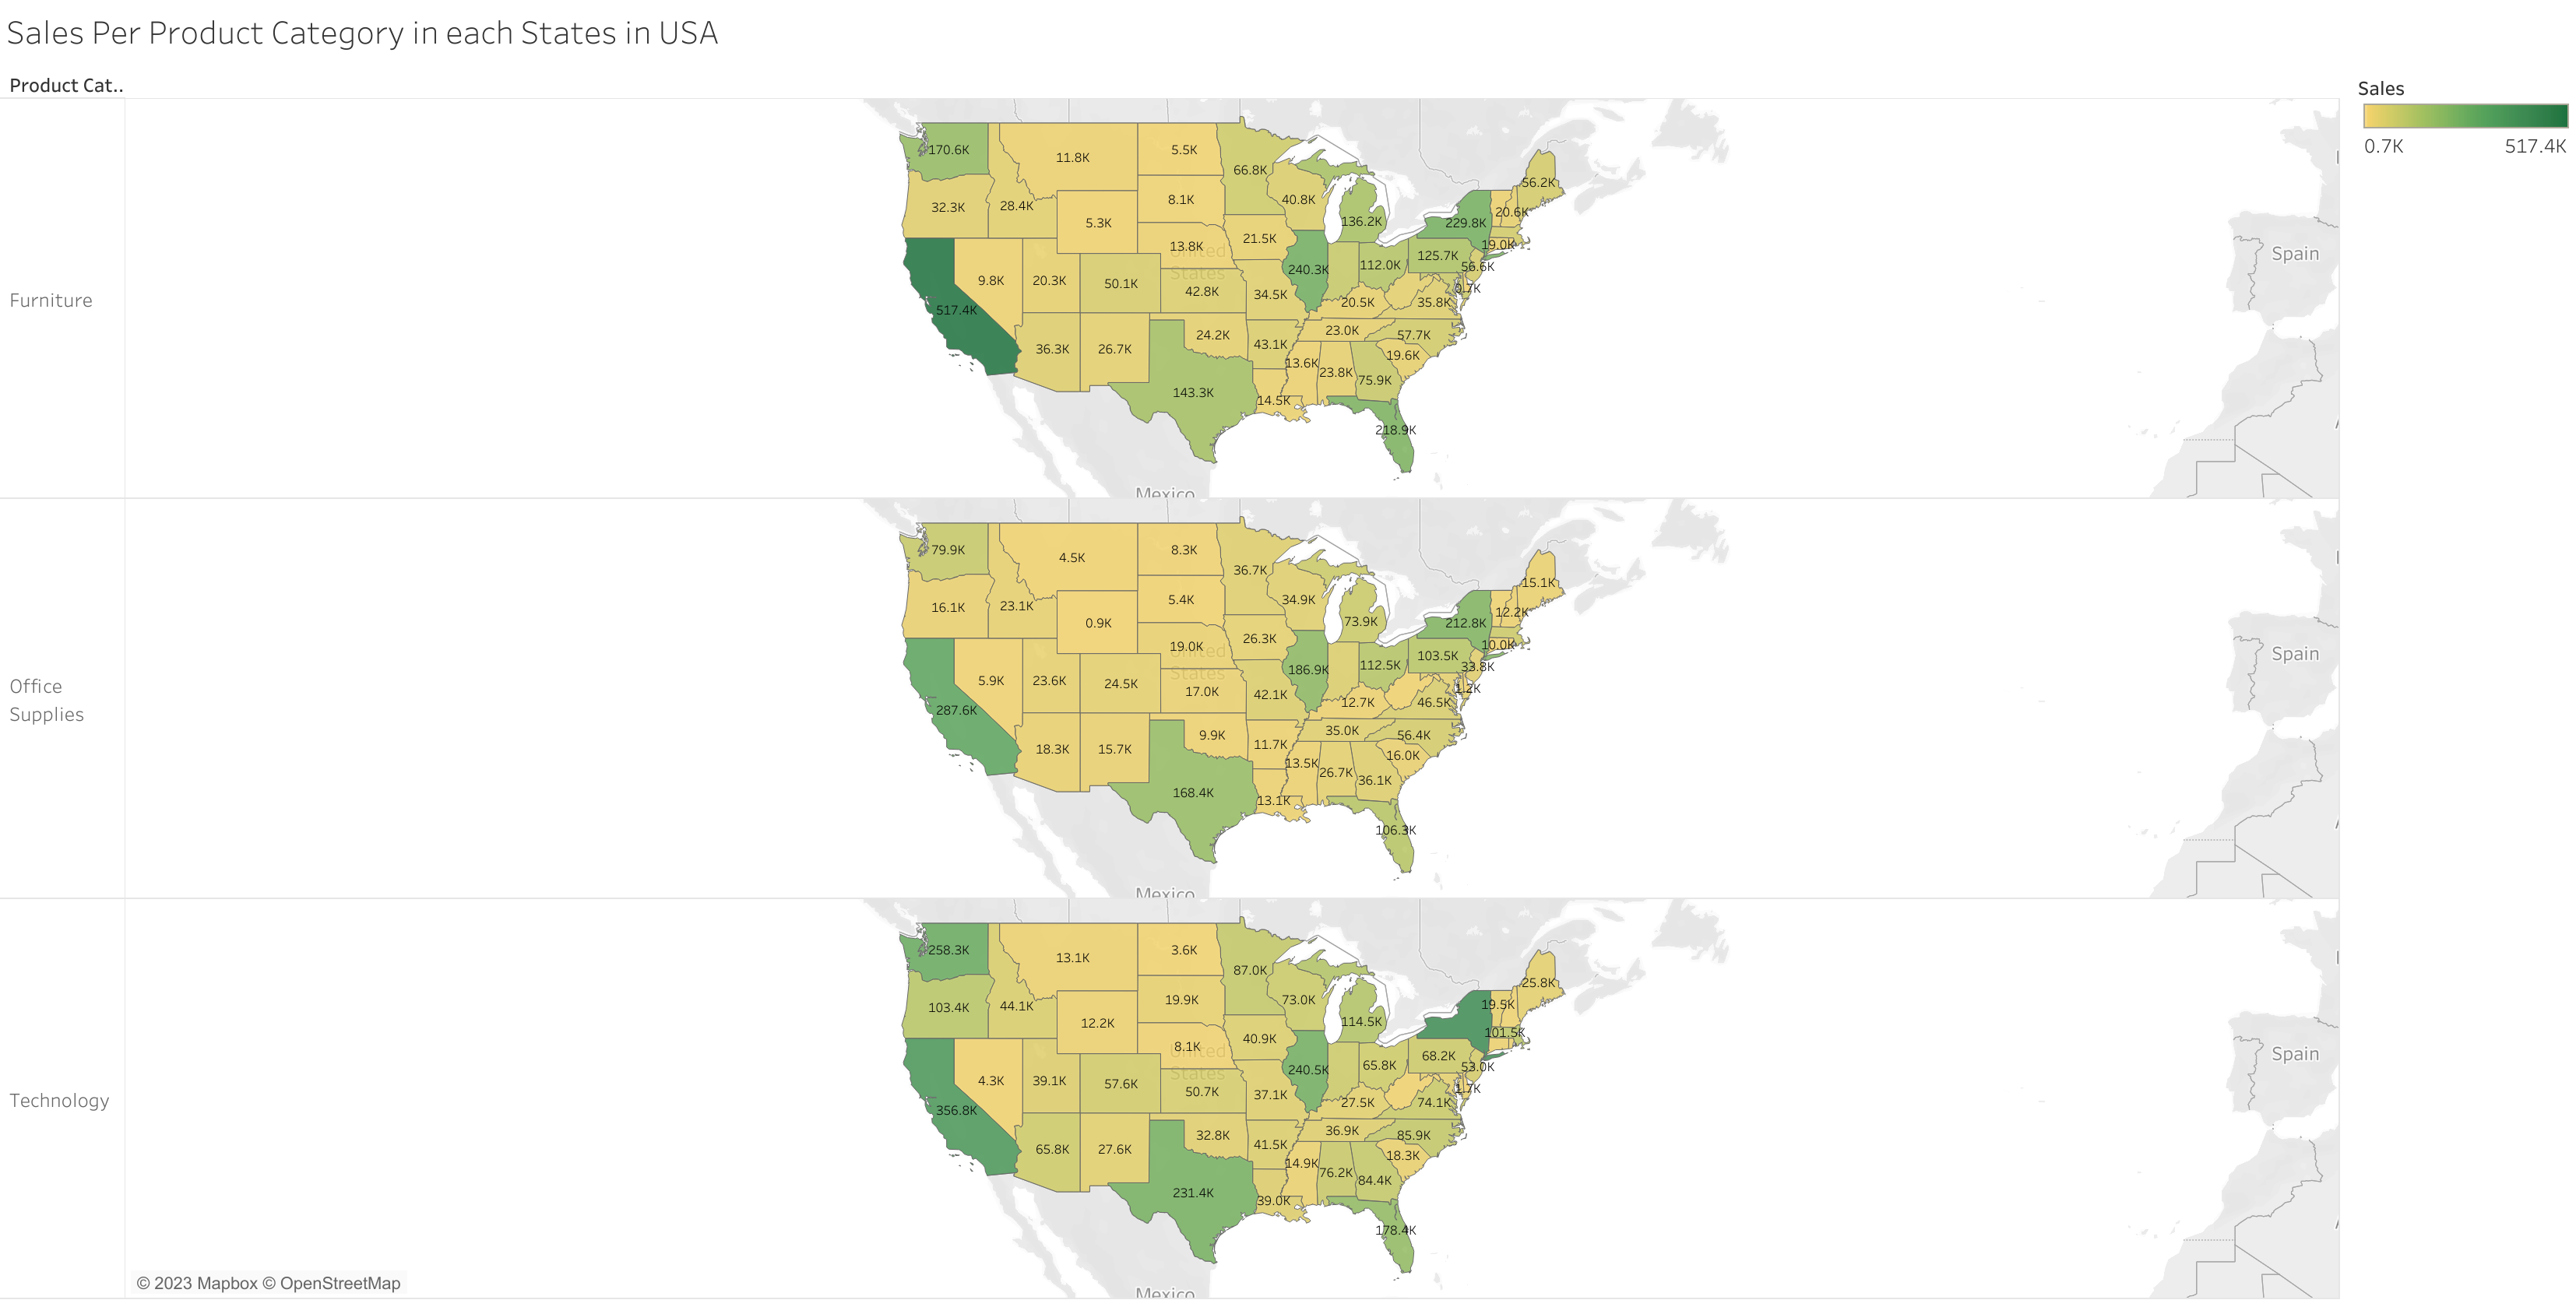 Sales Per Product Category in each States in USA
Product Cat..
Sales
0.7K 517.4K
Furniture
170.6K 11.8K 5.5K 66.8K 56.2K
32.3K 28.4K 5.3K 8.1K 40.8K 136.2K 229.8K 20.6K
13.8K 21.5K 19.0K
United
States
517.4K 9.8K 20.3K 50.1K 42.8K 34.5K 240.3K 112.0K 125.7K 56.6K
0.7K
20.5K 35.8K
36.3K 26.7K 24.2K 43.1K 23.0K 57.7K
13.6K 23.8K 75.9K 19.6K
143.3K 14.5K 218.9K
Mexico
Spain
Office
Supplies
79.9K 4.5K 8.3K 36.7K 15.1K
16.1K 23.1K 0.9K 5.4K 34.9K 73.9K 212.8K 12.2K
19.0K 26.3K 10.0K
United
States
287.6K 5.9K 23.6K 24.5K 17.0K 42.1K 186.9K 112.5K 103.5K 33.8K
1.2K
12.7K 46.5K
18.3K 15.7K 9.9K 11.7K 35.0K 56.4K
13.5K 26.7K 36.1K 16.0K
168.4K 13.1K 106.3K
Mexico
Spain
Technology
258.3K 13.1K 3.6K 87.0K 25.8K
103.4K 44.1K 12.2K 19.9K 73.0K 114.5K 19.5K
8.1K 40.9K 101.5K
United
States
356.8K 4.3K 39.1K 57.6K 50.7K 37.1K 240.5K 65.8K 68.2K 53.0K
1.7K
27.5K 74.1K
65.8K 27.6K 32.8K 41.5K 36.9K 85.9K
14.9K 76.2K 84.4K 18.3K
231.4K 39.0K 178.4K
Mexico
Spain
© 2023 Mapbox © OpenStreetMap